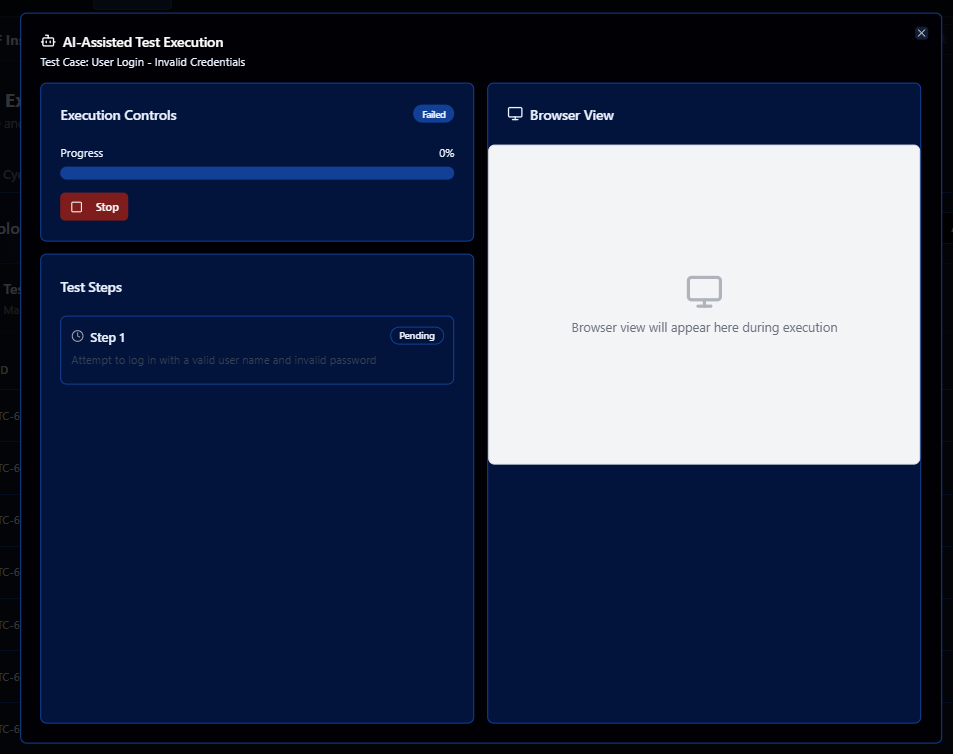 AI-Assisted Test Execution
Test Case: User Login - Invalid Credentials
Execution Controls
Failed
Progress
0%
Stop
Test Steps
Step 1
Pending
Attempt to log in with a valid user name and invalid password
Browser View
Browser view will appear here during execution